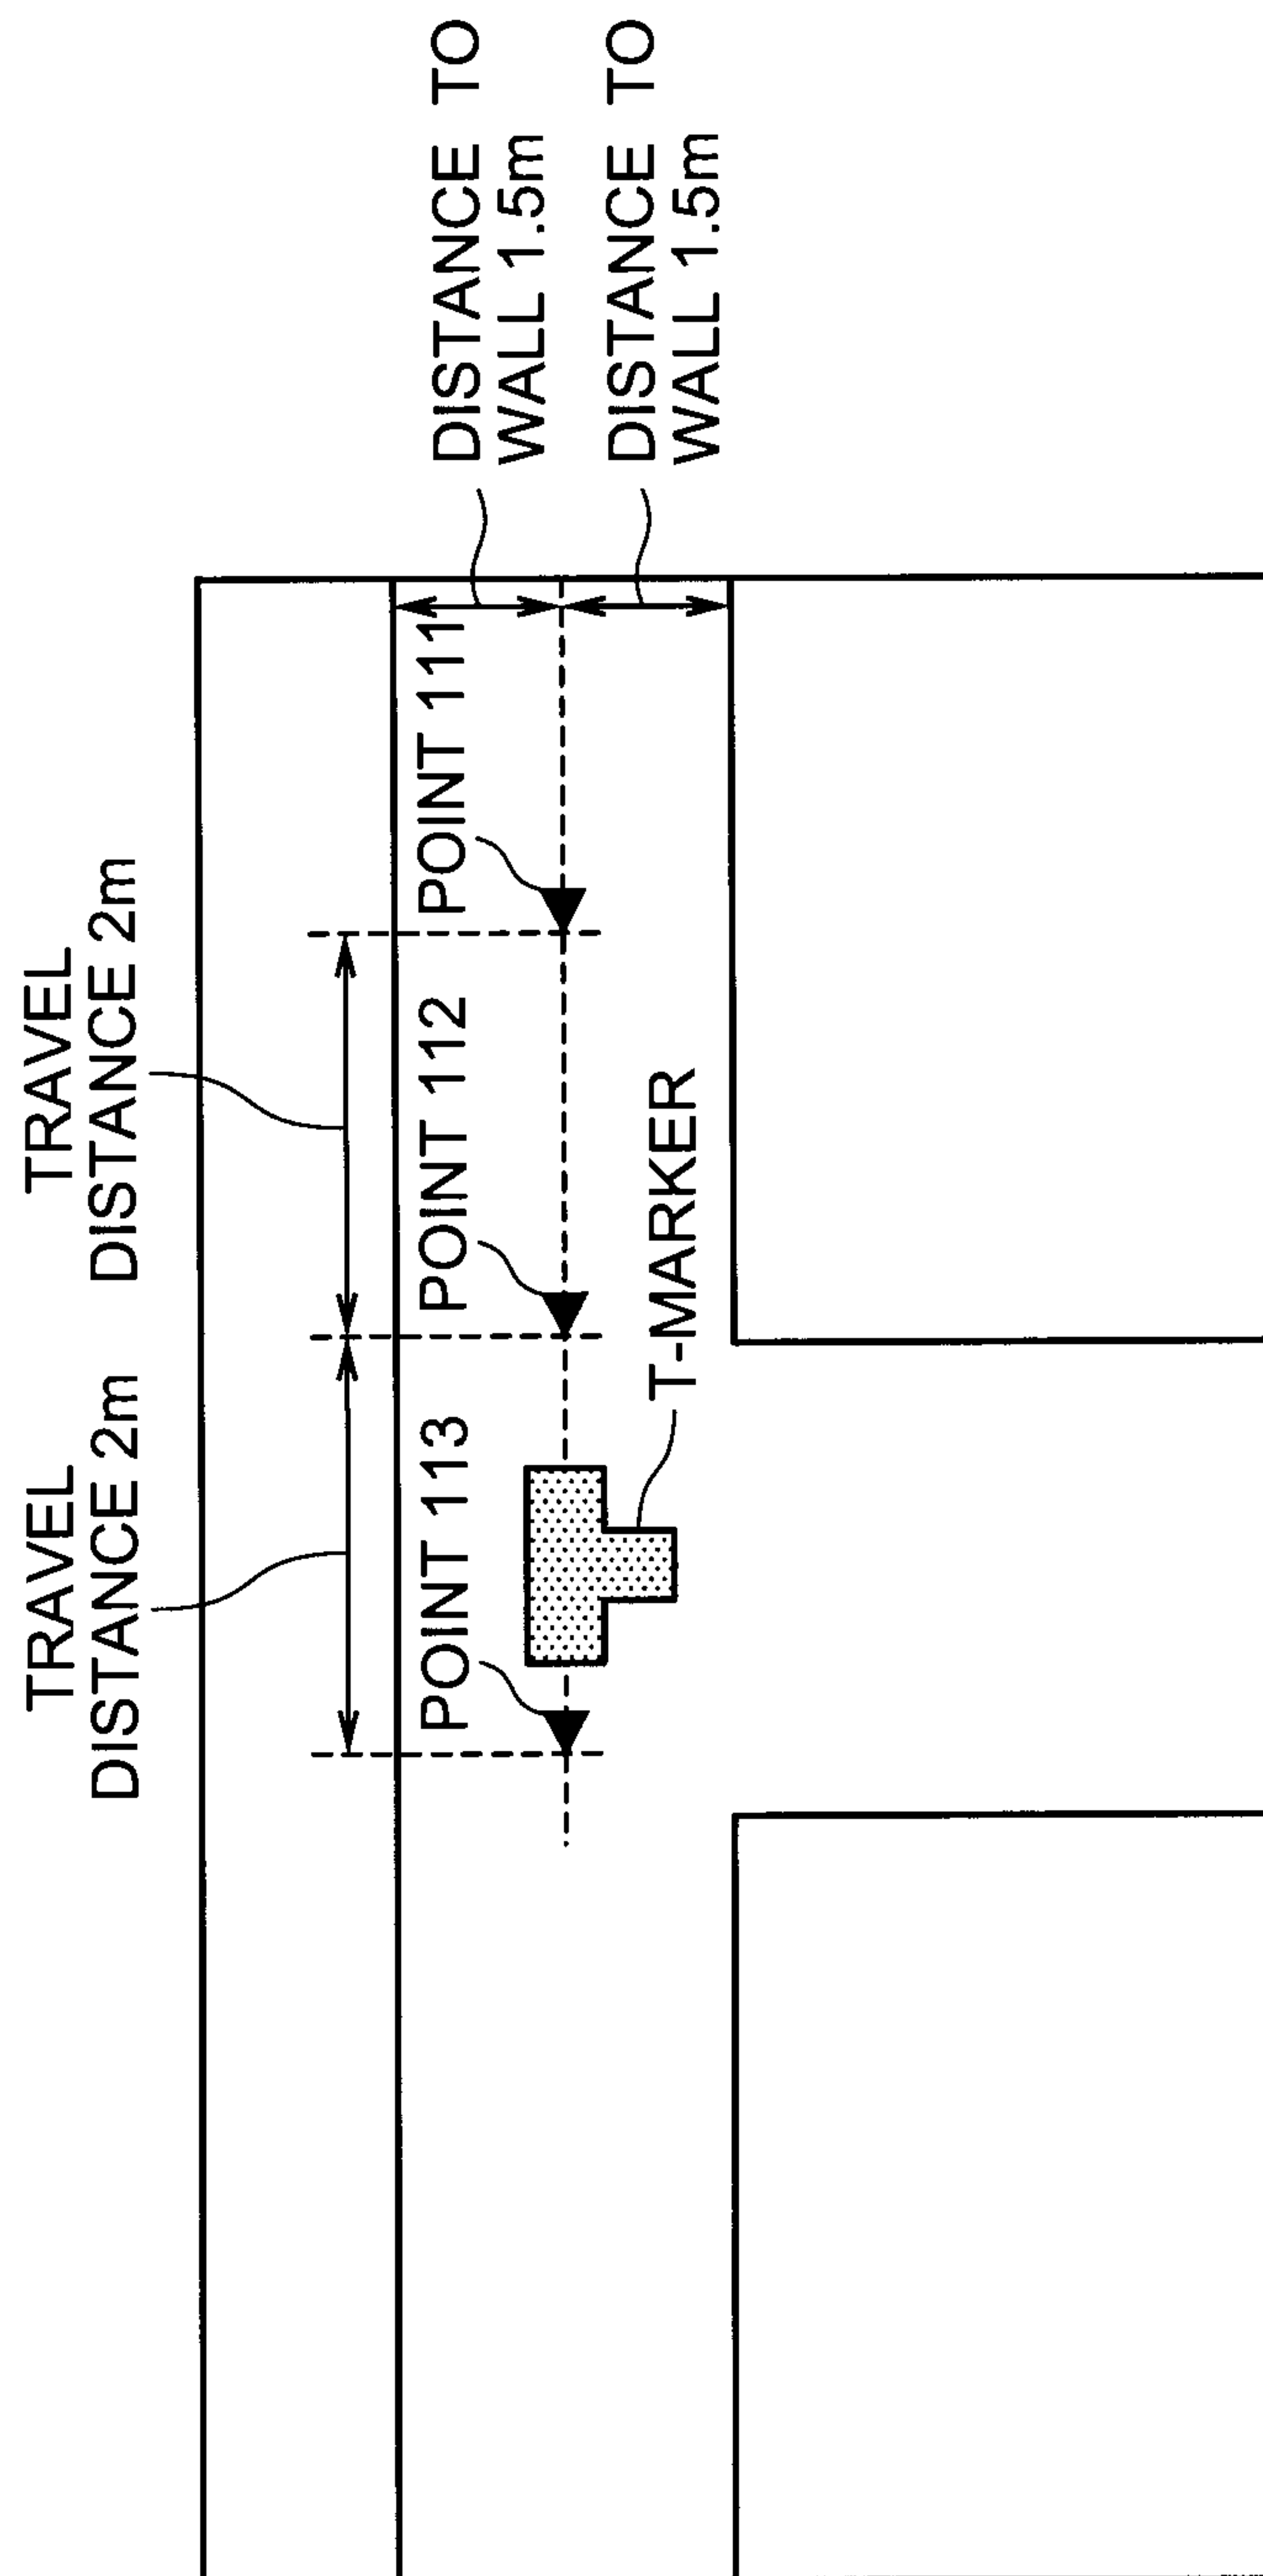 TRAVEL
DISTANCE 2m
TRAVEL
DISTANCE 2m
POINT 113
POINT 112
POINT 111
T-MARKER
DISTANCE TO
WALL 1.5m
DISTANCE TO
WALL 1.5m